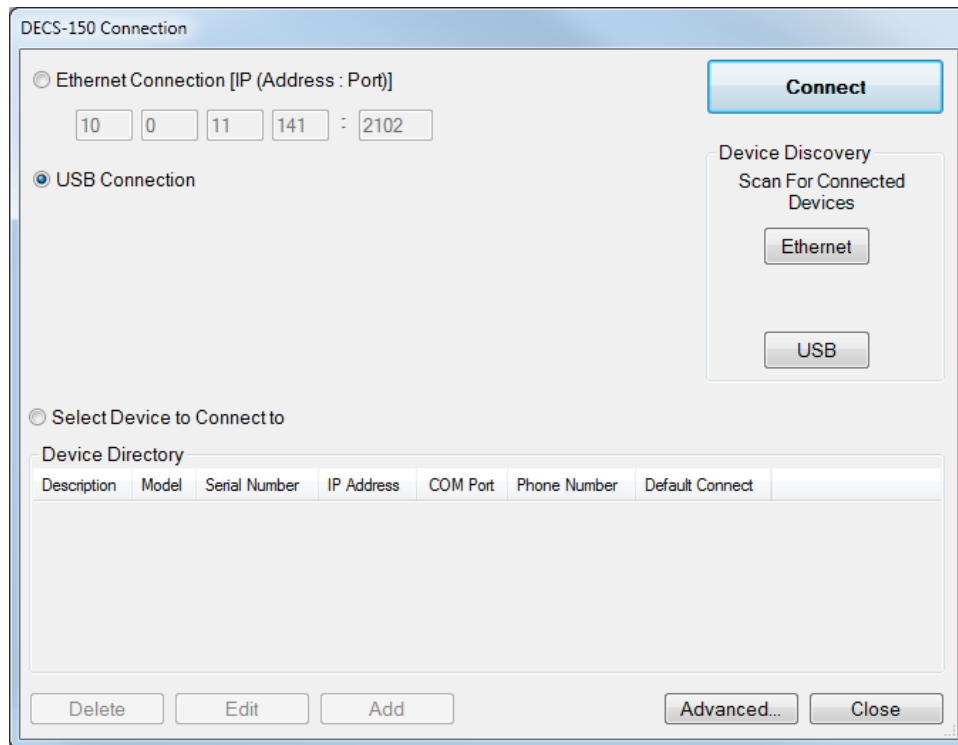 DECS-150 Connection
Ethernet Connection [IP (Address : Port)]
10 0 11 141 : 2102
Connect
USB Connection
Device Discovery
Scan For Connected
Devices
Ethernet
USB
Select Device to Connect to
Device Directory
Description Model Serial Number IP Address COM Port Phone Number Default Connect
Delete Edit Add Advanced... Close